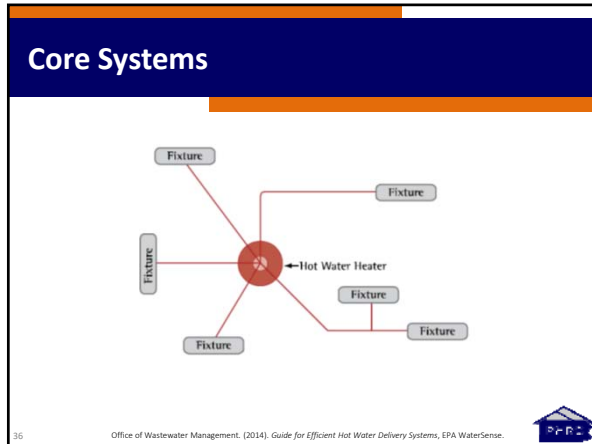 Core Systems
Fixture
Fixture
Fixture
Hot Water Heater
Fixture
Fixture
Fixture
36
Office of Wastewater Management. (2014). Guide for Efficient Hot Water Delivery Systems, EPA WaterSense.
PHRC